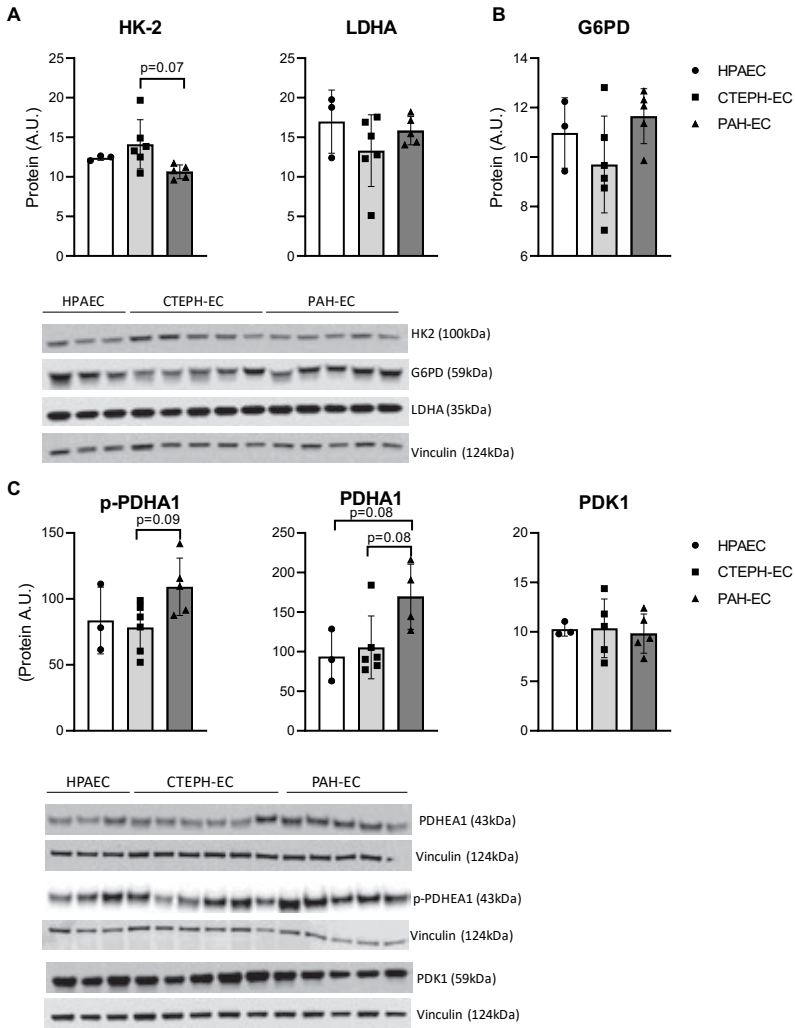 A
B
HK-2
LDHA
G6PD
Protein (A.U.)
25
20
15
10
5
0
p=0.07
25
20
15
10
5
0
Protein (A.U.)
14
12
10
8
6
HPAEC
CTEPH-EC
PAH-EC
HPAEC CTEPH-EC PAH-EC
HK2 (100kDa)
G6PD (59kDa)
LDHA (35kDa)
Vinculin (124kDa)
C
p-PDHA1
PDHA1
PDK1
(Protein A.U.)
150
100
50
0
p=0.09
250
200
150
100
50
0
p=0.08
p=0.08
20
15
10
5
0
HPAEC
CTEPH-EC
PAH-EC
HPAEC CTEPH-EC PAH-EC
PDHEA1 (43kDa)
Vinculin (124kDa)
p-PDHEA1 (43kDa)
Vinculin (124kDa)
PDK1 (59kDa)
Vinculin (124kDa)